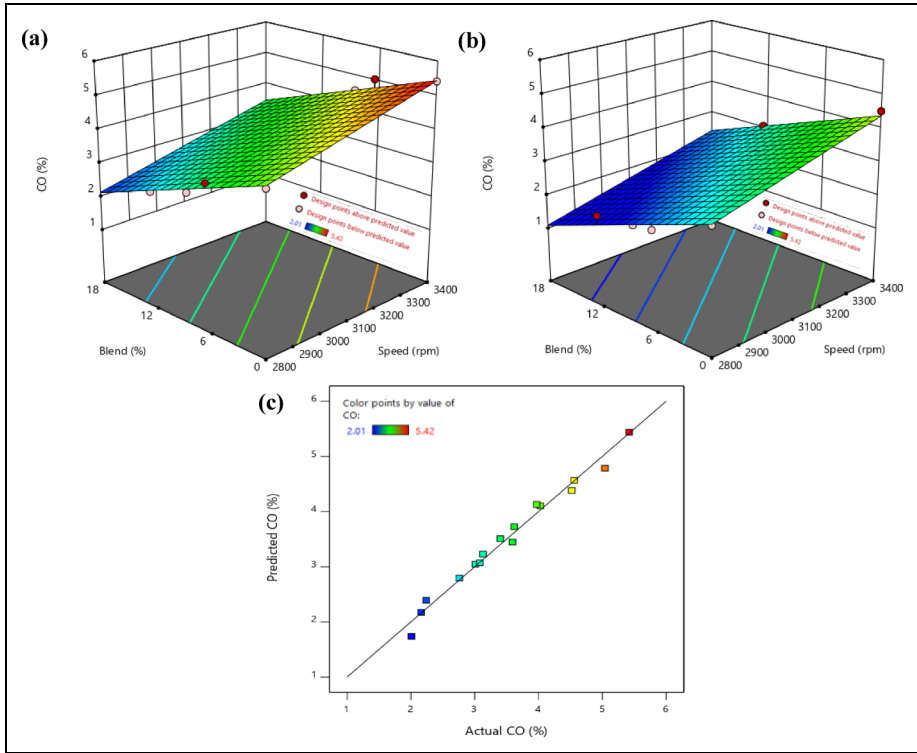 (a)
6
5
4
3
2
1
CO (%)
Design points above predicted value
Design points below predicted value
2.01 5.42
18
12
6
0
Blend (%)
2800
2900
3000
3100
3200
3300
3400
Speed (rpm)
(b)
6
5
4
3
2
1
CO (%)
Design points above predicted value
Design points below predicted value
2.01 5.42
18
12
6
0
Blend (%)
2800
2900
3000
3100
3200
3300
3400
Speed (rpm)
(c)
Color points by value of
CO:
2.01 5.42
6
5
4
3
2
1
Predicted CO (%)
1 2 3 4 5 6
Actual CO (%)